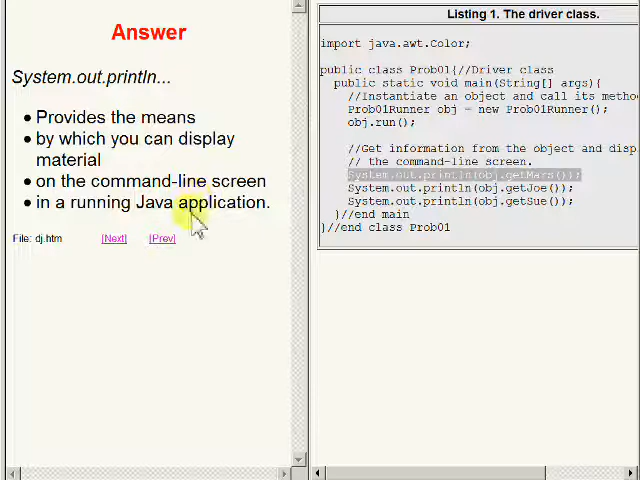 Answer
System.out.println...
• Provides the means
• by which you can display
material
• on the command-line screen
• in a running Java application.
File: dj.htm [Next] [Prev]
Listing 1. The driver class.
import java.awt.Color;
public class Prob01{//Driver class
public static void main(String[] args){
//Instantiate an object and call its
Prob01Runner obj = new Prob01Runner();
obj.run();
//Get information from the object and
// the command-line screen.
System.out.println(obj.getMars());
System.out.println(obj.getJoe());
System.out.println(obj.getSue());
}//end main
}//end class Prob01